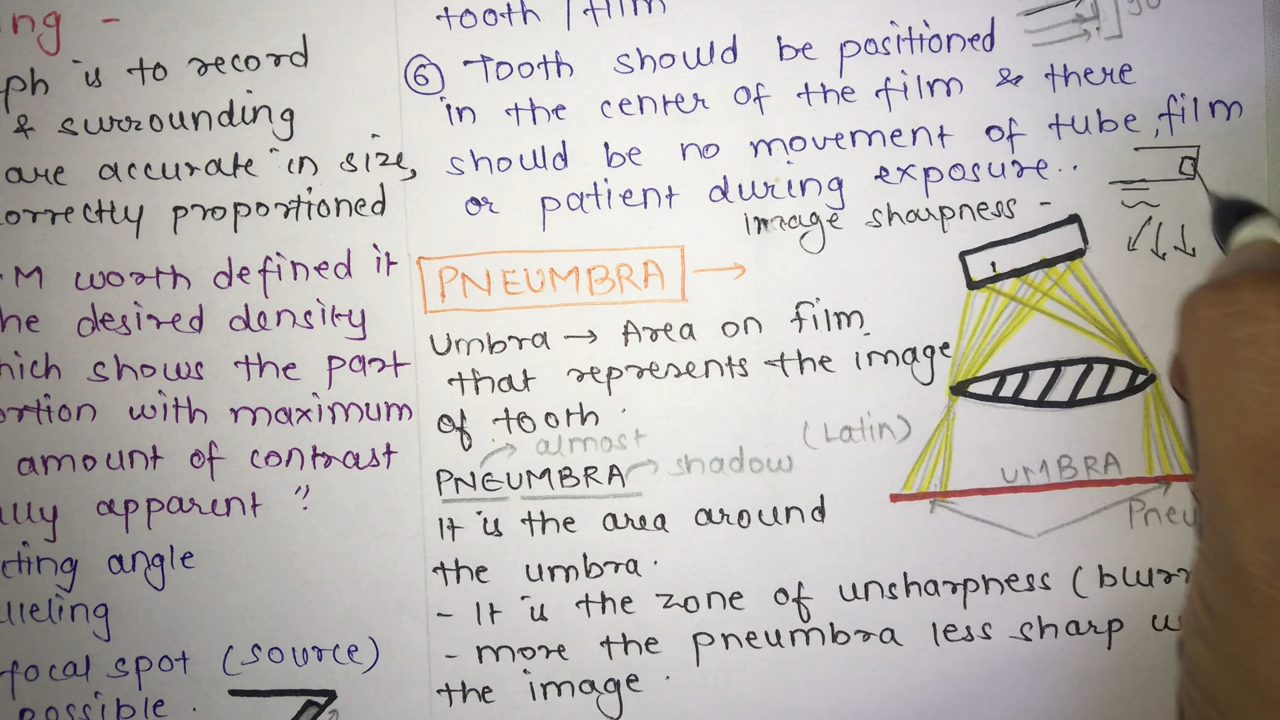 ng -
ph is to record
& surrounding
are accurate in size,
orrectly proportioned
M worth defined it
he desired density
hich shows the part
ortion with maximum
amount of contrast
ully apparent "
cting angle
lleling
focal spot (source)
possible.
tooth / film
⑥ Tooth should be positioned
in the center of the film & there
should be no movement of tube, film
or patient during exposure..
image sharpness -
PNEUMBRA →
Umbra → Area on film
that represents the image
of tooth.
almost
(Latin)
PNEUMBRA → shadow
It is the area around
the umbra.
- It is the zone of unsharpness (blurr
- more the pneumbra less sharp w
the image.
UMBRA
Pneu